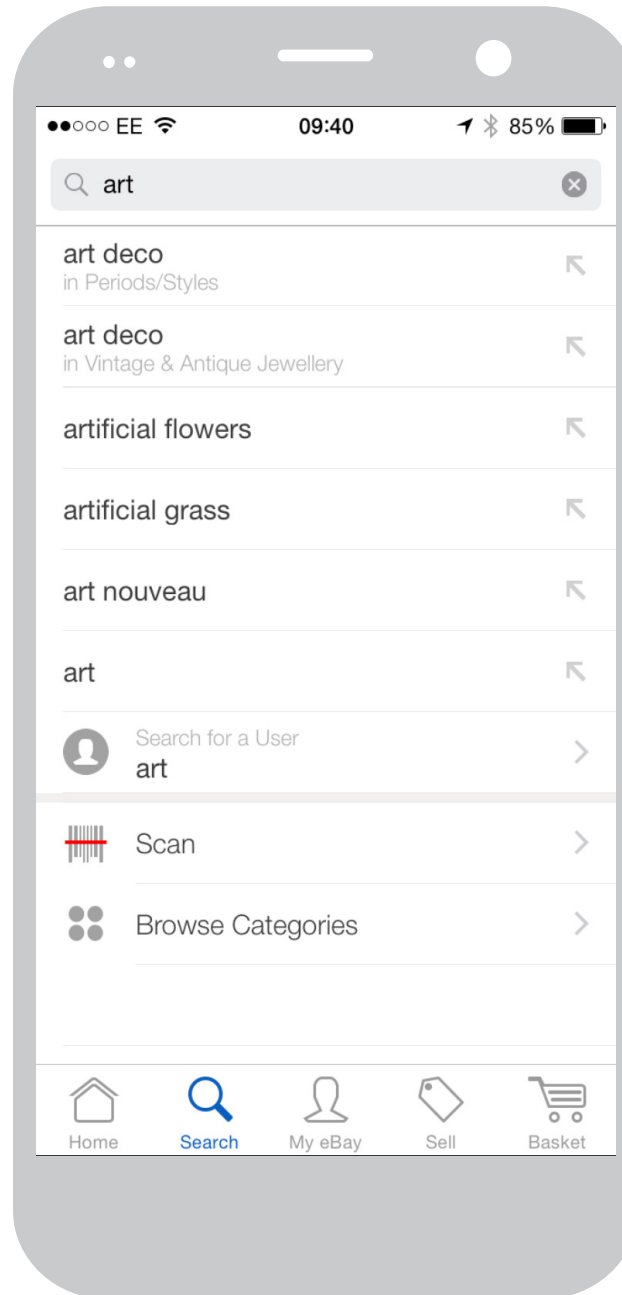 EE 09:40 85%
art
art deco
in Periods/Styles
art deco
in Vintage & Antique Jewellery
artificial flowers
artificial grass
art nouveau
art
Search for a User
art
Scan
Browse Categories
Home Search My eBay Sell Basket